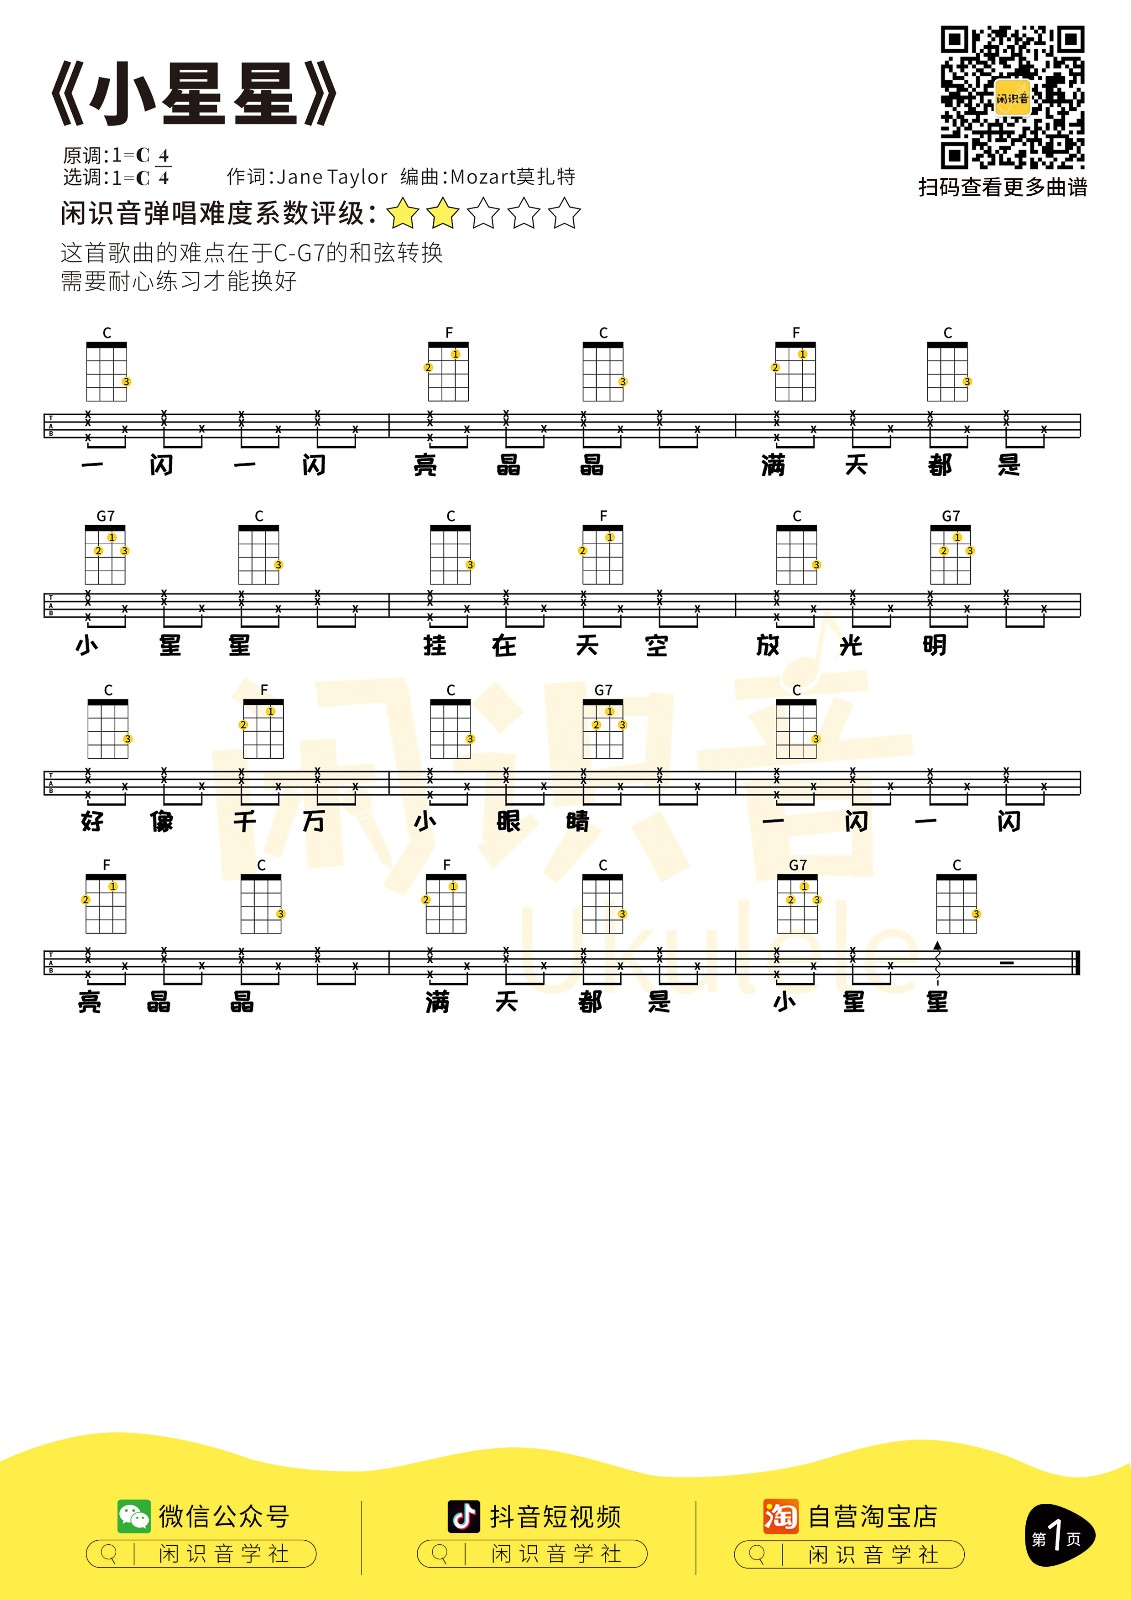 《小星星》
闲识音
扫码查看更多曲谱
原调:1=C 4/4
选调:1=C
作词:Jane Taylor 编曲:Mozart莫扎特
闲识音弹唱难度系数评级:
这首歌曲的难点在于C-G7的和弦转换
需要耐心练习才能换好
C F C F C
一 闪 一 闪 亮 晶 晶 满 天 都 是
G7 C C F C G7
小 星 星 挂 在 天 空 放 光 明
C F C G7 C
好 像 千 万 小 眼 睛 一 闪 一 闪
F C F C G7 C
亮 晶 晶 满 天 都 是 小 星 星
闲识音
Ukulele
微信公众号 抖音短视频 自营淘宝店
闲识音学社 闲识音学社 闲识音学社
第1页